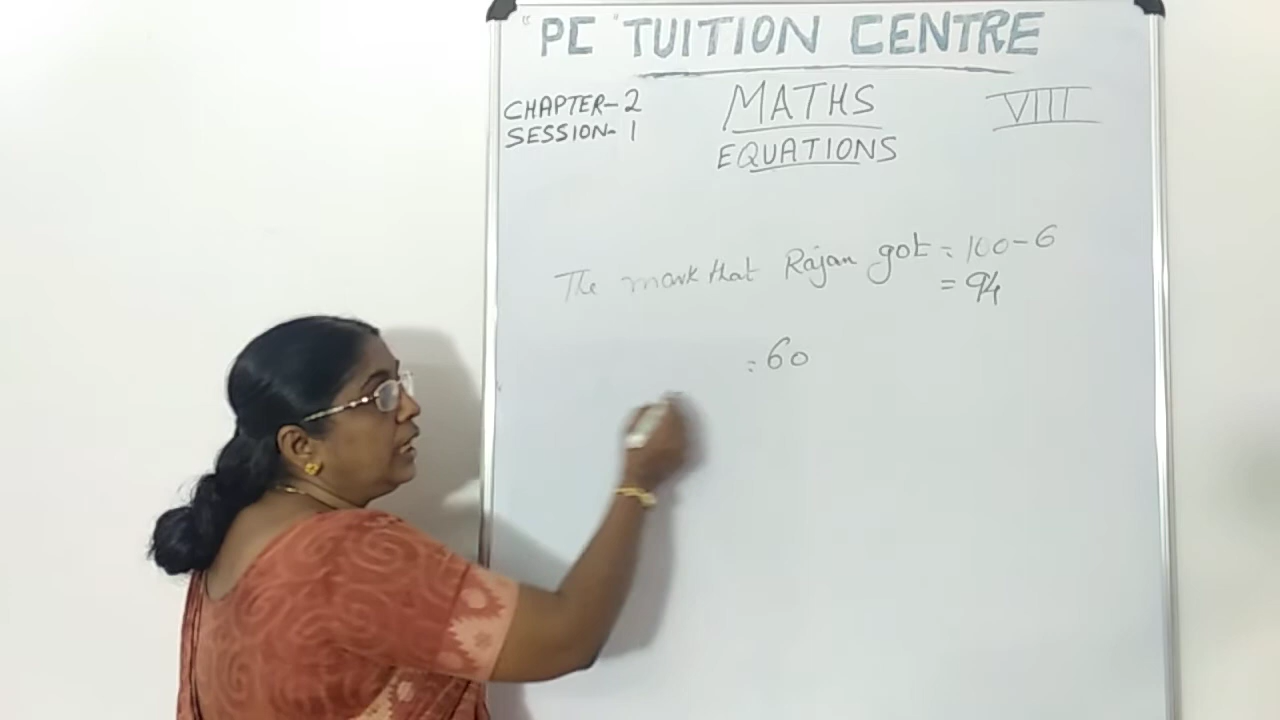 "PC" TUITION CENTRE
CHAPTER-2
SESSION-1
MATHS
EQUATIONS
VIII
The mark that Rajan got = 100-6
= 94
= 60